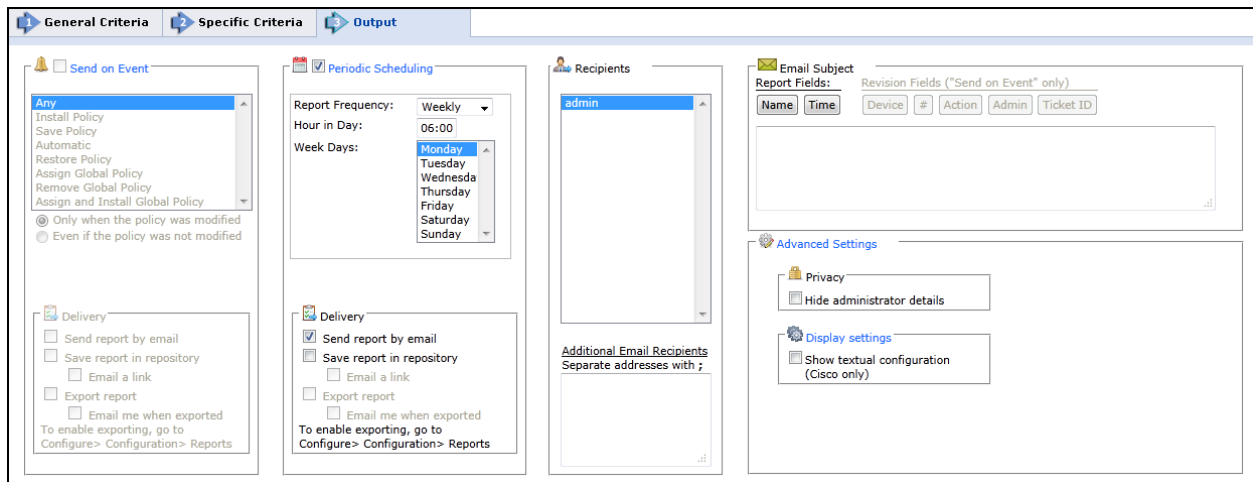 1 General Criteria
2 Specific Criteria
3 Output
Send on Event
Any
Install Policy
Save Policy
Automatic
Restore Policy
Assign Global Policy
Remove Global Policy
Assign and Install Global Policy
Only when the policy was modified
Even if the policy was not modified
Delivery
Send report by email
Save report in repository
Email a link
Export report
Email me when exported
To enable exporting, go to
Configure> Configuration> Reports
Periodic Scheduling
Report Frequency: Weekly
Hour in Day: 06:00
Week Days: Monday
Tuesday
Wednesda
Thursday
Friday
Saturday
Sunday
Delivery
Send report by email
Save report in repository
Email a link
Export report
Email me when exported
To enable exporting, go to
Configure> Configuration> Reports
Recipients
admin
Additional Email Recipients
Separate addresses with ;
Email Subject
Report Fields: Revision Fields ("Send on Event" only)
Name Time Device # Action Admin Ticket ID
Advanced Settings
Privacy
Hide administrator details
Display settings
Show textual configuration
(Cisco only)